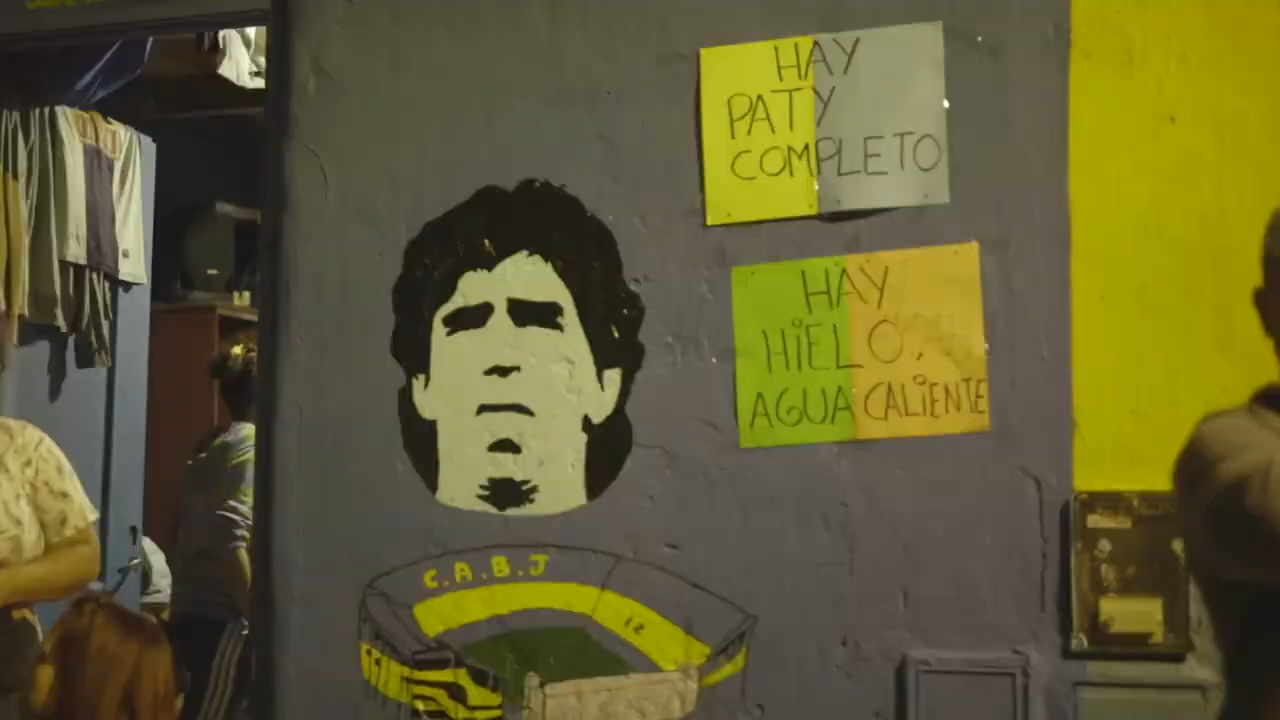 HAY
PATY
COMPLETO
HAY
HiELO,
AGUA CALiENTE
C.A.B.J
12